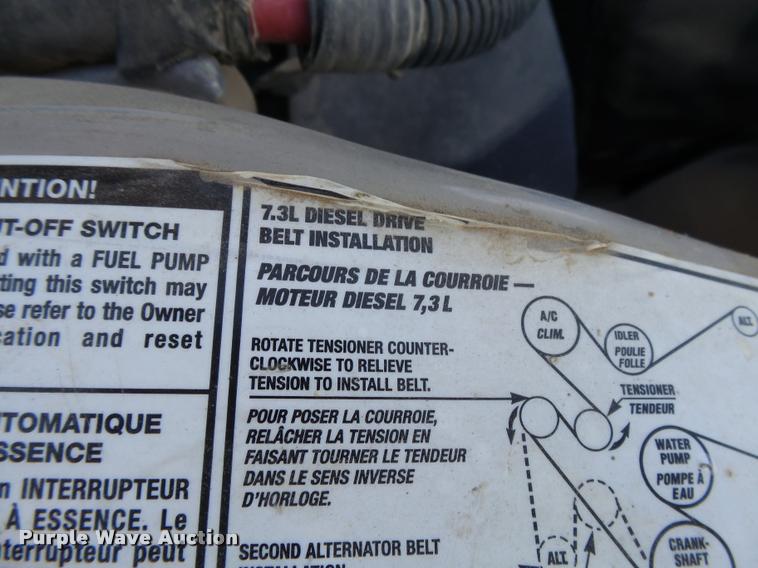 NTION!
T-OFF SWITCH
d with a FUEL PUMP
ting this switch may
se refer to the Owner
cation and reset
UTOMATIQUE
SSENCE
n INTERRUPTEUR
À ESSENCE. Le
nterrupteur peut
7.3L DIESEL DRIVE
BELT INSTALLATION
PARCOURS DE LA COURROIE —
MOTEUR DIESEL 7,3 L
ROTATE TENSIONER COUNTER-
CLOCKWISE TO RELIEVE
TENSION TO INSTALL BELT.
POUR POSER LA COURROIE,
RELÂCHER LA TENSION EN
FAISANT TOURNER LE TENDEUR
DANS LE SENS INVERSE
D'HORLOGE.
SECOND ALTERNATOR BELT
INSTALLATION
A/C
CLIM.
IDLER
POULIE
FOLLE
ALT.
TENSIONER
TENDEUR
WATER
PUMP
POMPE À
EAU
ALT.
CRANK-
SHAFT
Purple Wave Auction